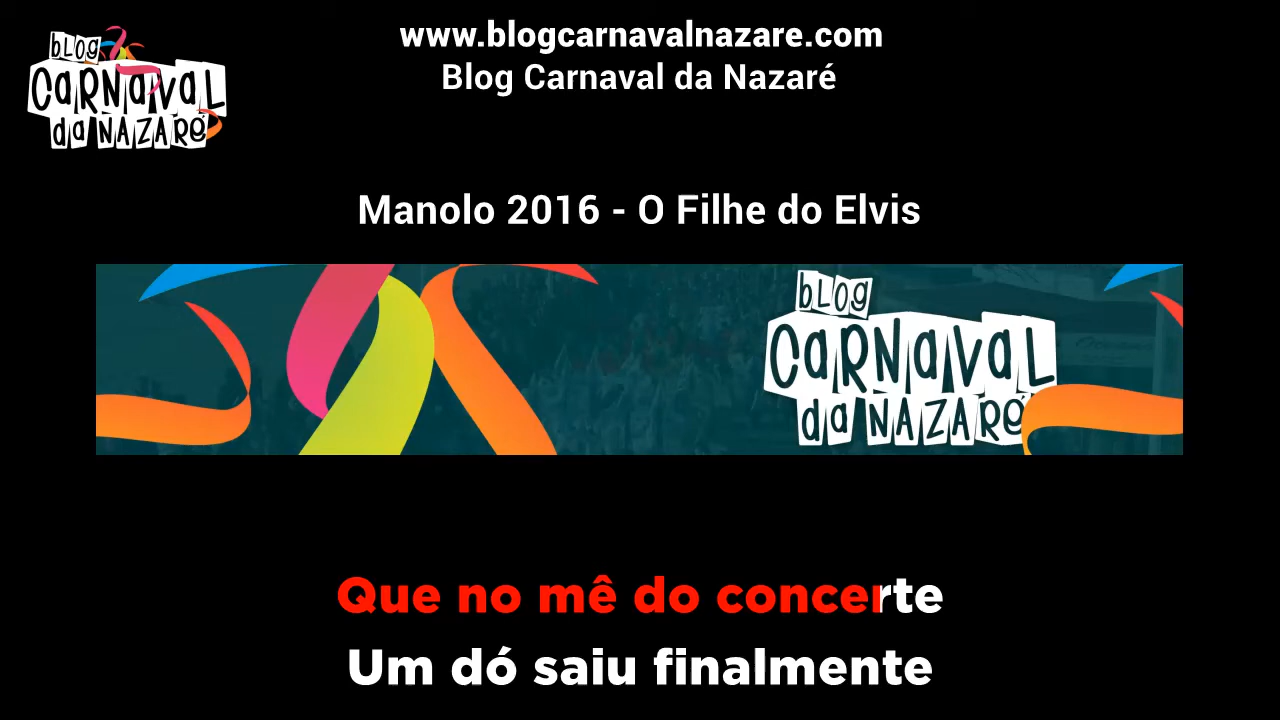 www.blogcarnavalnazare.com
Blog Carnaval da Nazaré
BLOG
CARNAVAL
da NAZARé
Manolo 2016 - O Filhe do Elvis
BLOG
CARNAVAL
da NAZARé
Que no mê do concerte
Um dó saiu finalmente